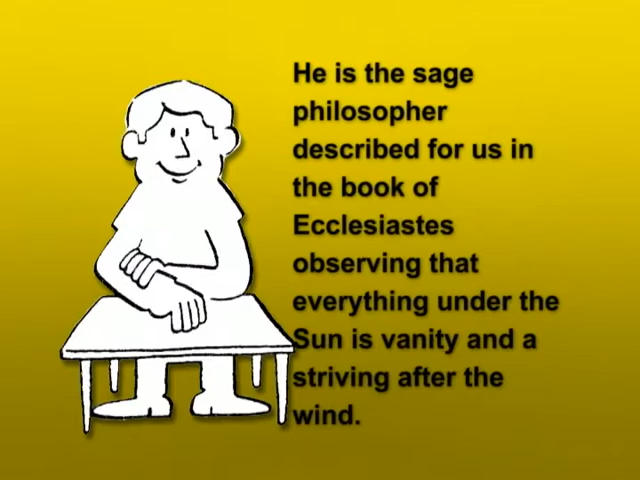 He is the sage
philosopher
described for us in
the book of
Ecclesiastes
observing that
everything under the
Sun is vanity and a
striving after the
wind.